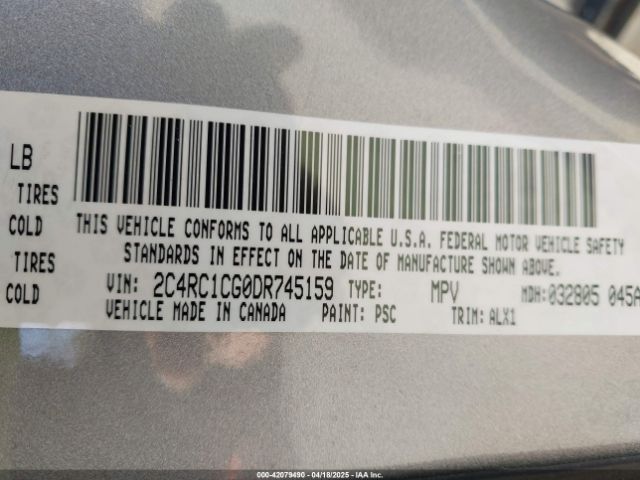 LB
TIRES
COLD
TIRES
COLD
THIS VEHICLE CONFORMS TO ALL APPLICABLE U.S.A. FEDERAL MOTOR VEHICLE SAFETY
STANDARDS IN EFFECT ON THE DATE OF MANUFACTURE SHOWN ABOVE.
VIN: 2C4RC1CG0DR745159 TYPE: MPV MDH:032805 045A
VEHICLE MADE IN CANADA PAINT: PSC TRIM: ALX1
000-42079490 - 04/18/2025 - IAA Inc.